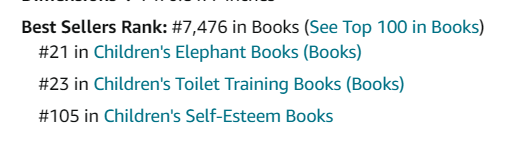 Best Sellers Rank: #7,476 in Books (See Top 100 in Books)
#21 in Children's Elephant Books (Books)
#23 in Children's Toilet Training Books (Books)
#105 in Children's Self-Esteem Books